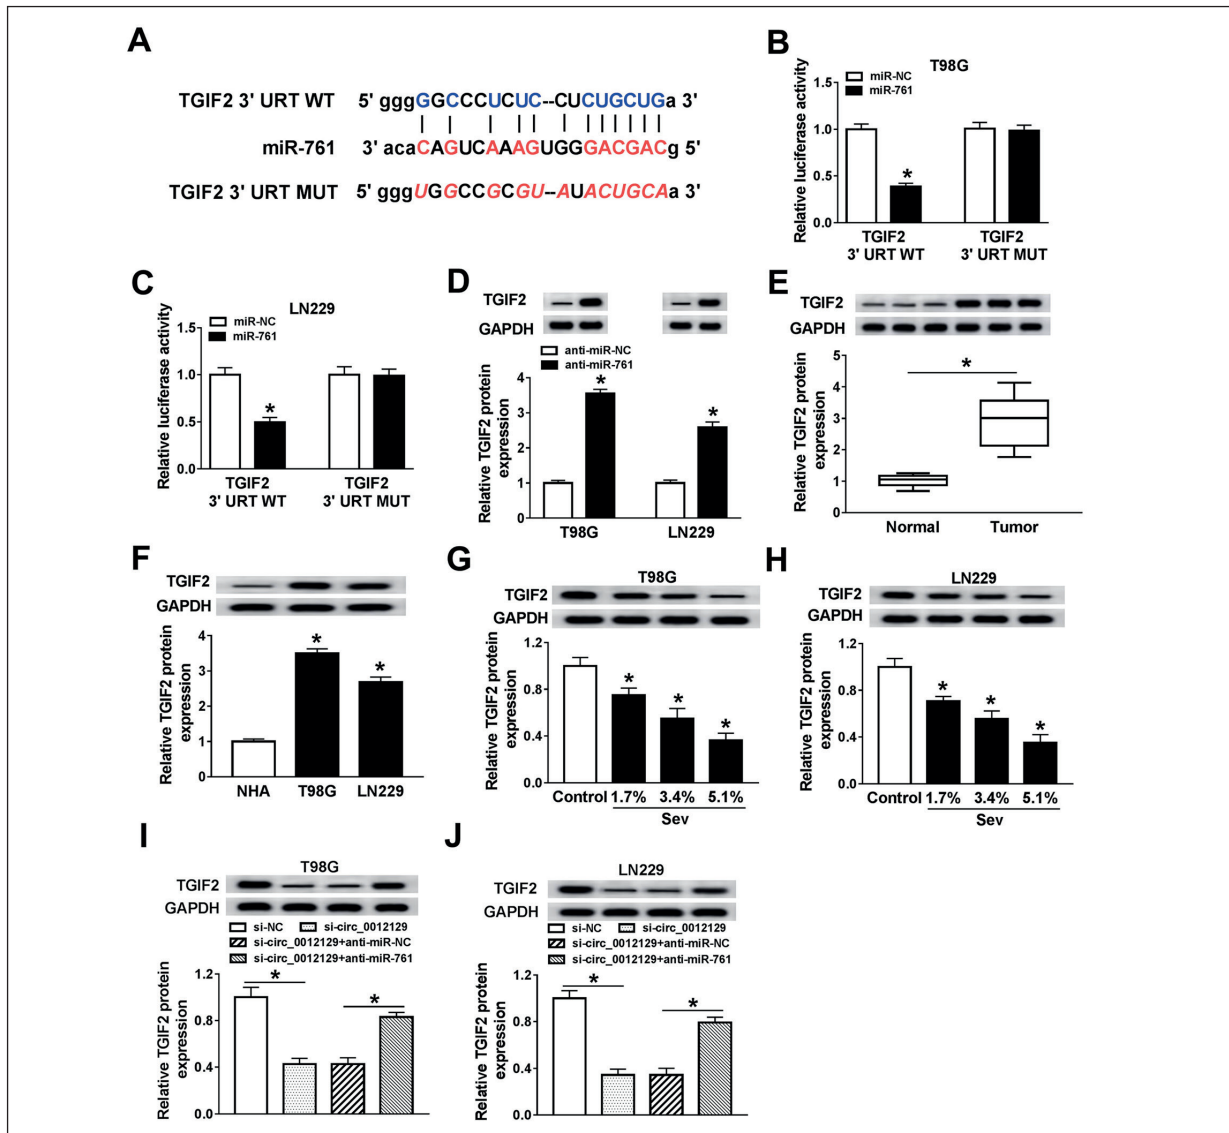 A
TGIF2 3' URT WT 5' gggGGCCCUCUC--CUCUGCUGa 3'
miR-761 3' acaCAGUCAAAGUGGGACGACg 5'
TGIF2 3' URT MUT 5' gggUGGCCGCGU--AUACUGCAa 3'
B
T98G
miR-NC
miR-761
Relative luciferase activity
1.5
1.0
0.5
0.0
*
TGIF2 TGIF2
3' URT WT 3' URT MUT
C
LN229
miR-NC
miR-761
Relative luciferase activity
1.5
1.0
0.5
0.0
*
TGIF2 TGIF2
3' URT WT 3' URT MUT
D
TGIF2
GAPDH
anti-miR-NC
anti-miR-761
Relative TGIF2 protein
expression
4
3
2
1
0
* *
T98G LN229
E
TGIF2
GAPDH
Relative TGIF2 protein
expression
5
4
3
2
1
0
*
Normal Tumor
F
TGIF2
GAPDH
Relative TGIF2 protein
expression
4
3
2
1
0
* *
NHA T98G LN229
G
T98G
TGIF2
GAPDH
Relative TGIF2 protein
expression
1.2
0.8
0.4
0.0
* * *
Control 1.7% 3.4% 5.1%
Sev
H
LN229
TGIF2
GAPDH
Relative TGIF2 protein
expression
1.2
0.8
0.4
0.0
* * *
Control 1.7% 3.4% 5.1%
Sev
I
T98G
TGIF2
GAPDH
si-NC si-circ_0012129
si-circ_0012129+anti-miR-NC
si-circ_0012129+anti-miR-761
Relative TGIF2 protein
expression
1.2
0.8
0.4
0.0
* *
J
LN229
TGIF2
GAPDH
si-NC si-circ_0012129
si-circ_0012129+anti-miR-NC
si-circ_0012129+anti-miR-761
Relative TGIF2 protein
expression
1.2
0.8
0.4
0.0
* *